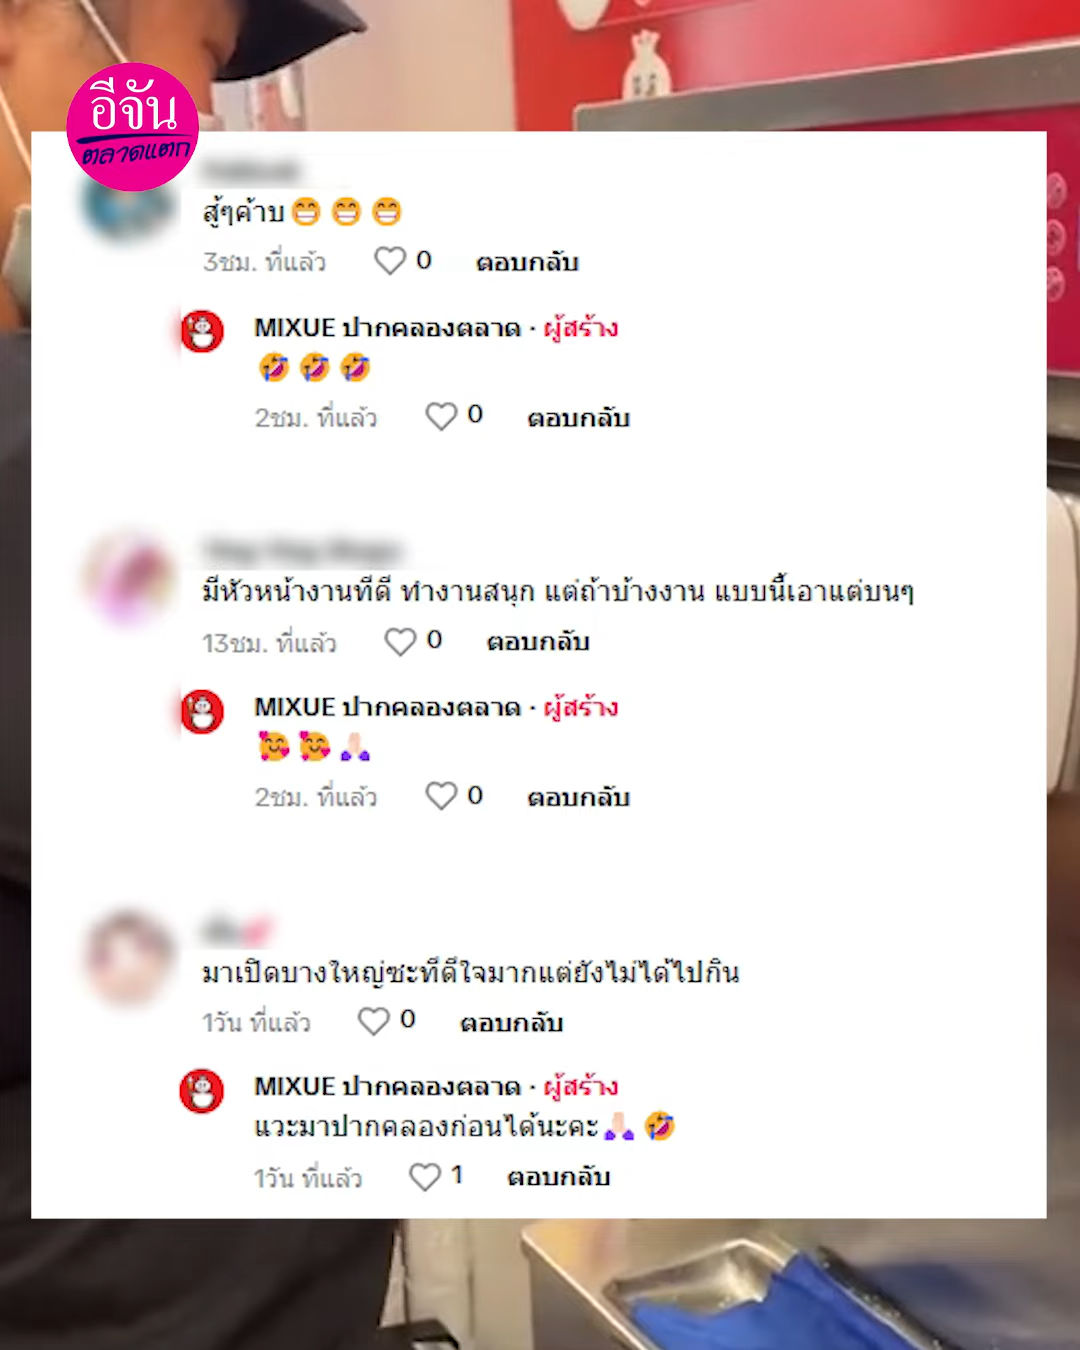 อีจัน
ตลาดแตก
สู้ๆค้าบ😁😁😁
3ชม. ที่แล้ว 0 ตอบกลับ
MIXUE ปากคลองตลาด · ผู้สร้าง
🤣🤣🤣
2ชม. ที่แล้ว 0 ตอบกลับ
มีหัวหน้างานที่ดี ทำงานสนุก แต่ถ้าบ้างงาน แบบนี้เอาแต่บนๆ
13ชม. ที่แล้ว 0 ตอบกลับ
MIXUE ปากคลองตลาด · ผู้สร้าง
🥰🥰🙏🏻
2ชม. ที่แล้ว 0 ตอบกลับ
มาเปิดบางใหญ่ซะทีดีใจมากแต่ยังไม่ได้ไปกิน
1วัน ที่แล้ว 0 ตอบกลับ
MIXUE ปากคลองตลาด · ผู้สร้าง
แวะมาปากคลองก่อนได้นะคะ🙏🏻🤣
1วัน ที่แล้ว 1 ตอบกลับ